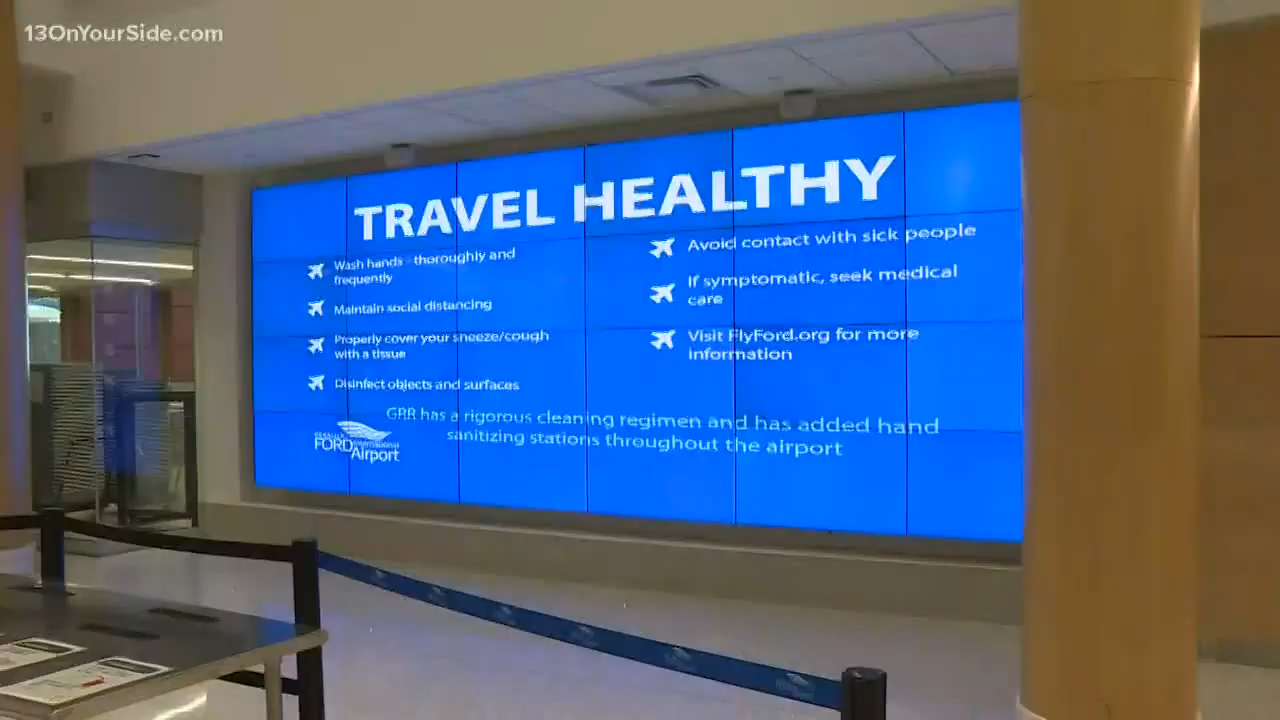 13OnYourSide.com
TRAVEL HEALTHY
Wash hands - thoroughly and
frequently
Maintain social distancing
Properly cover your sneeze/cough
with a tissue
Disinfect objects and surfaces
Avoid contact with sick people
If symptomatic, seek medical
care
Visit FlyFord.org for more
information
GRR has a rigorous cleaning regimen and has added hand
sanitizing stations throughout the airport
GERALD R.
FORD International
Airport